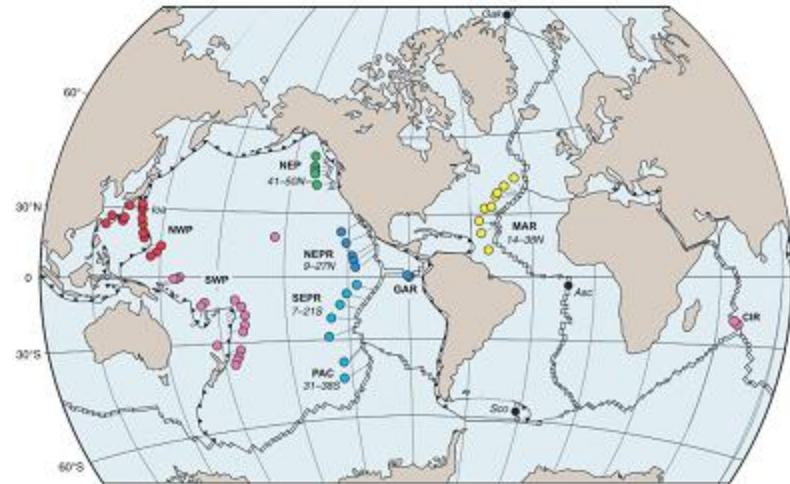 Gak
60°
NEP
41–50N
30°N
Iba
NWP
MAR
14–38N
NEPR
9–27N
0
SWP
GAR
Asc
SEPR
7–21S
CIR
30°S
PAC
31–38S
Sco
60°S